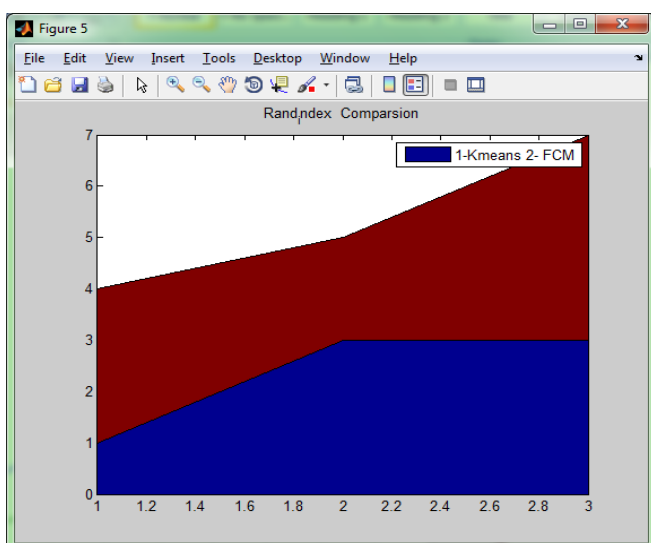 Figure 5
File Edit View Insert Tools Desktop Window Help
Randindex Comparsion
1-Kmeans 2- FCM
7
6
5
4
3
2
1
0
1 1.2 1.4 1.6 1.8 2 2.2 2.4 2.6 2.8 3